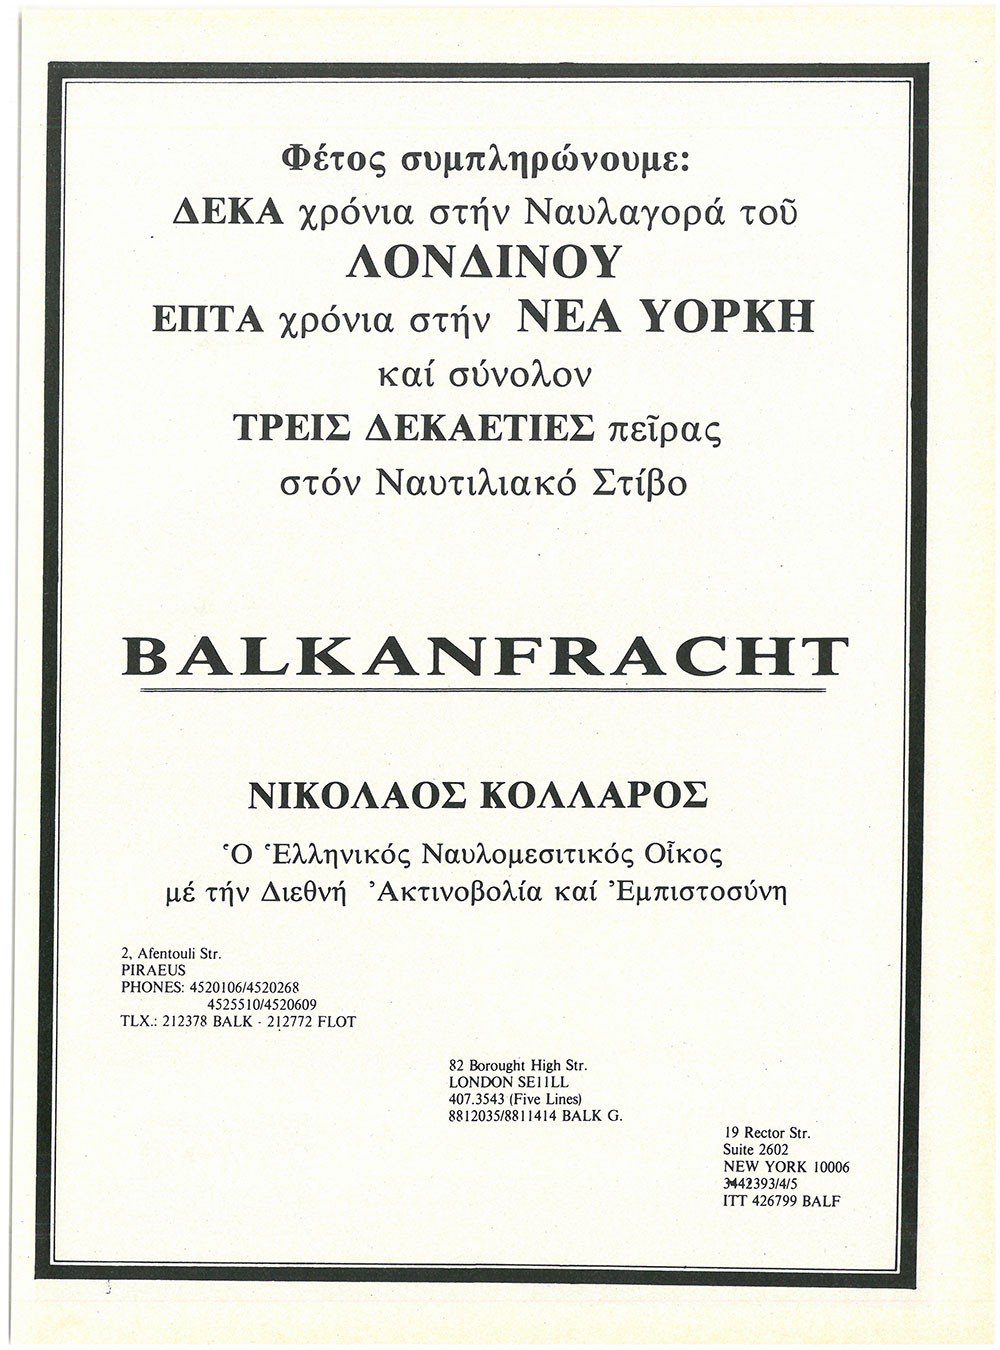 Φέτος συμπληρώνουμε:
ΔΕΚΑ χρόνια στήν Ναυλαγορά τοῦ
ΛΟΝΔΙΝΟΥ
ΕΠΤΑ χρόνια στήν ΝΕΑ ΥΟΡΚΗ
καί σύνολον
ΤΡΕΙΣ ΔΕΚΑΕΤΙΕΣ πεῖρας
στόν Ναυτιλιακό Στίβο
BALKANFRACHT
ΝΙΚΟΛΑΟΣ ΚΟΛΛΑΡΟΣ
Ὁ Ἑλληνικός Ναυλομεσιτικός Οἶκος
μέ τήν Διεθνή Ἀκτινοβολία καί Ἐμπιστοσύνη
2, Afentouli Str.
PIRAEUS
PHONES: 4520106/4520268
4525510/4520609
TLX.: 212378 BALK - 212772 FLOT
82 Borought High Str.
LONDON SE11LL
407.3543 (Five Lines)
8812035/8811414 BALK G.
19 Rector Str.
Suite 2602
NEW YORK 10006
3442393/4/5
ITT 426799 BALF